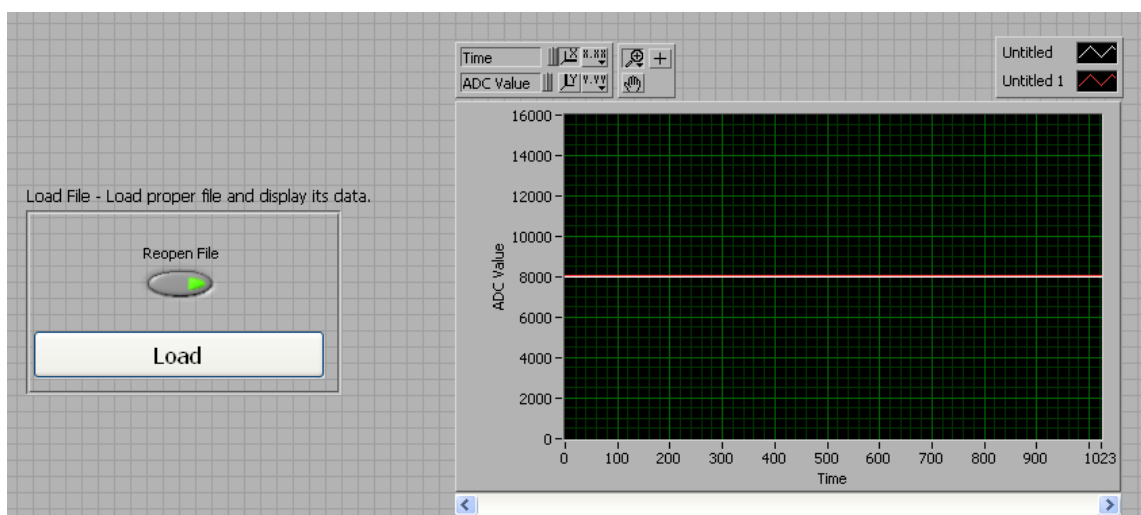 Load File - Load proper file and display its data.
Reopen File
Load
Time
X
X.XX
ADC Value
Y
Y.YY
Untitled
Untitled 1
16000
14000
12000
10000
8000
6000
4000
2000
0
ADC Value
0 100 200 300 400 500 600 700 800 900 1023
Time